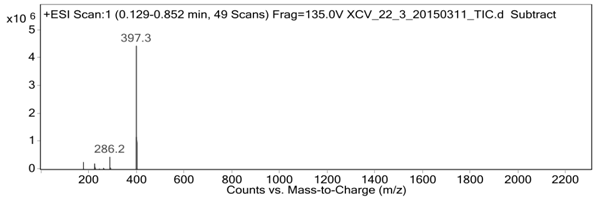 x10 6
+ESI Scan:1 (0.129-0.852 min, 49 Scans) Frag=135.0V XCV_22_3_20150311_TIC.d Subtract
5
397.3
4
3
2
1
286.2
0
200 400 600 800 1000 1200 1400 1600 1800 2000 2200
Counts vs. Mass-to-Charge (m/z)